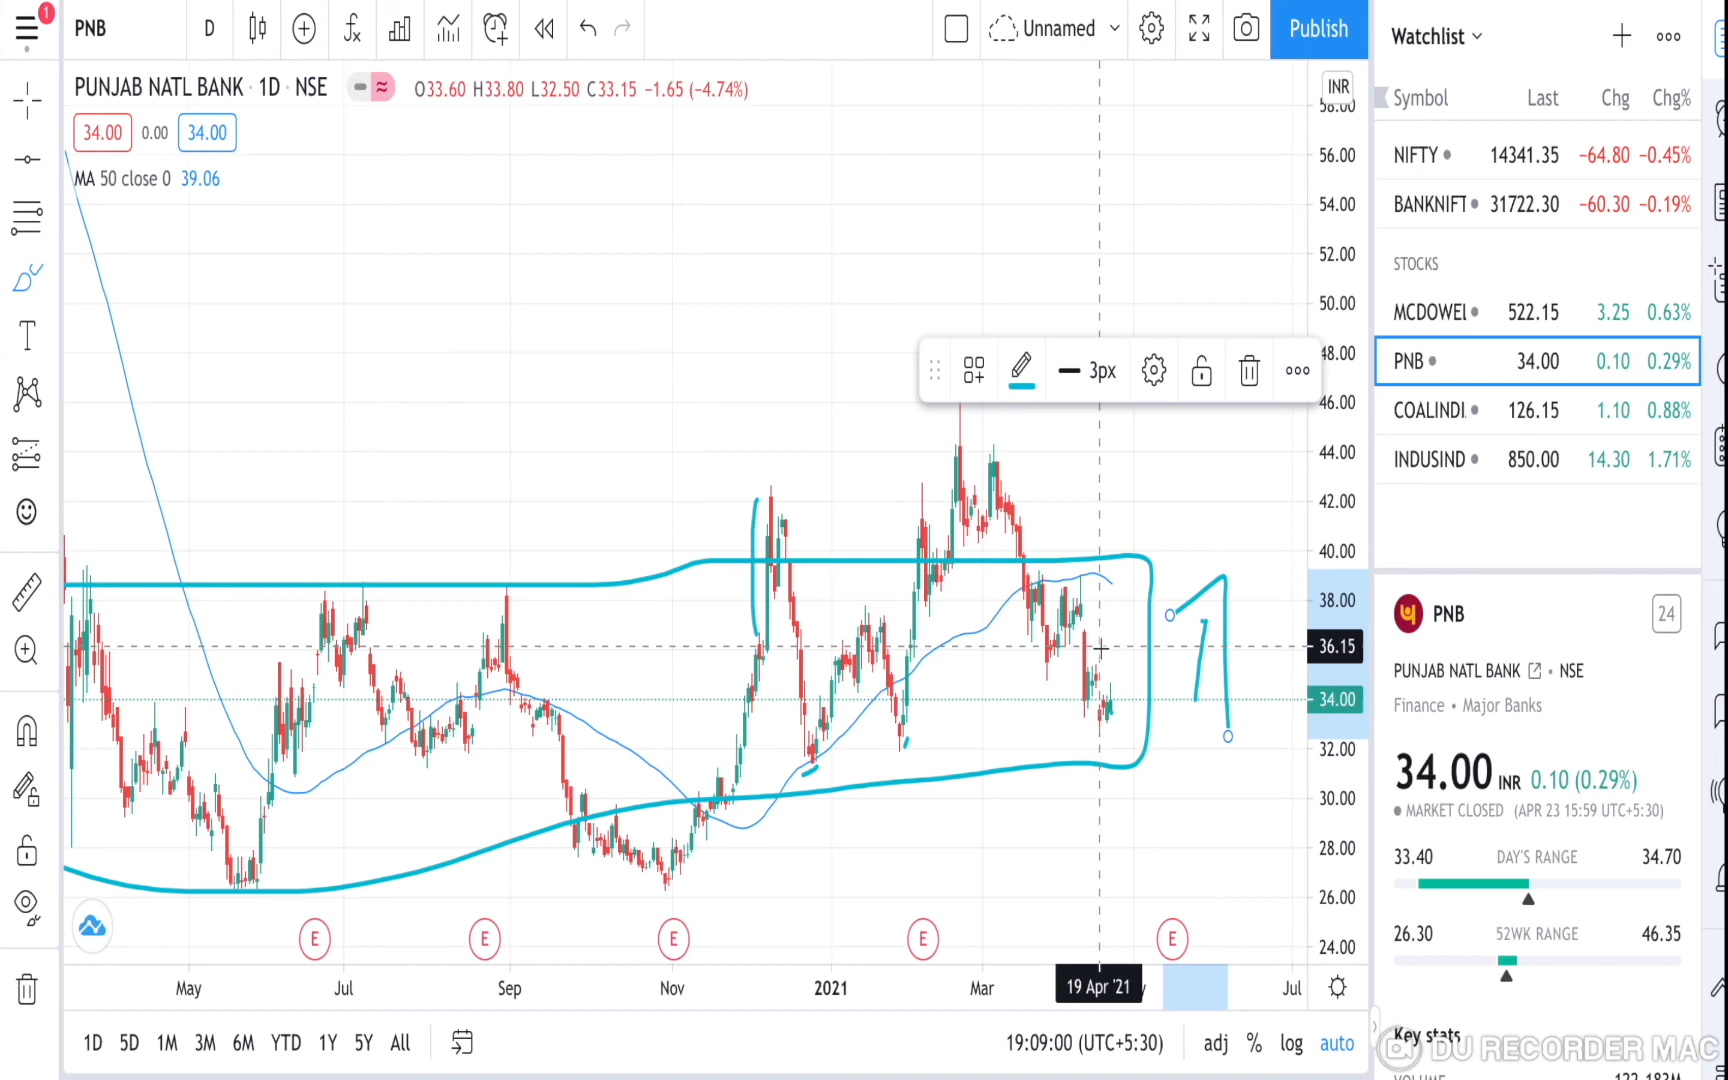 1
PNB D Unnamed Publish
PUNJAB NATL BANK · 1D · NSE O33.60 H33.80 L32.50 C33.15 −1.65 (−4.74%)
34.00 0.00 34.00
MA 50 close 0 39.06
INR
58.00
56.00
54.00
52.00
50.00
48.00
46.00
44.00
42.00
40.00
38.00
36.15
34.00
32.00
30.00
28.00
26.00
24.00
3px
E E E E E
May Jul Sep Nov 2021 Mar 19 Apr '21 Jul
1D 5D 1M 3M 6M YTD 1Y 5Y All 19:09:00 (UTC+5:30) adj % log auto
Watchlist
Symbol Last Chg Chg%
NIFTY 14341.35 −64.80 −0.45%
BANKNIFT 31722.30 −60.30 −0.19%
STOCKS
MCDOWEL 522.15 3.25 0.63%
PNB 34.00 0.10 0.29%
COALINDI 126.15 1.10 0.88%
INDUSIND 850.00 14.30 1.71%
PNB 24
PUNJAB NATL BANK · NSE
Finance • Major Banks
34.00 INR 0.10 (0.29%)
MARKET CLOSED (APR 23 15:59 UTC+5:30)
33.40 DAY'S RANGE 34.70
26.30 52WK RANGE 46.35
Key stats
DU RECORDER MAC